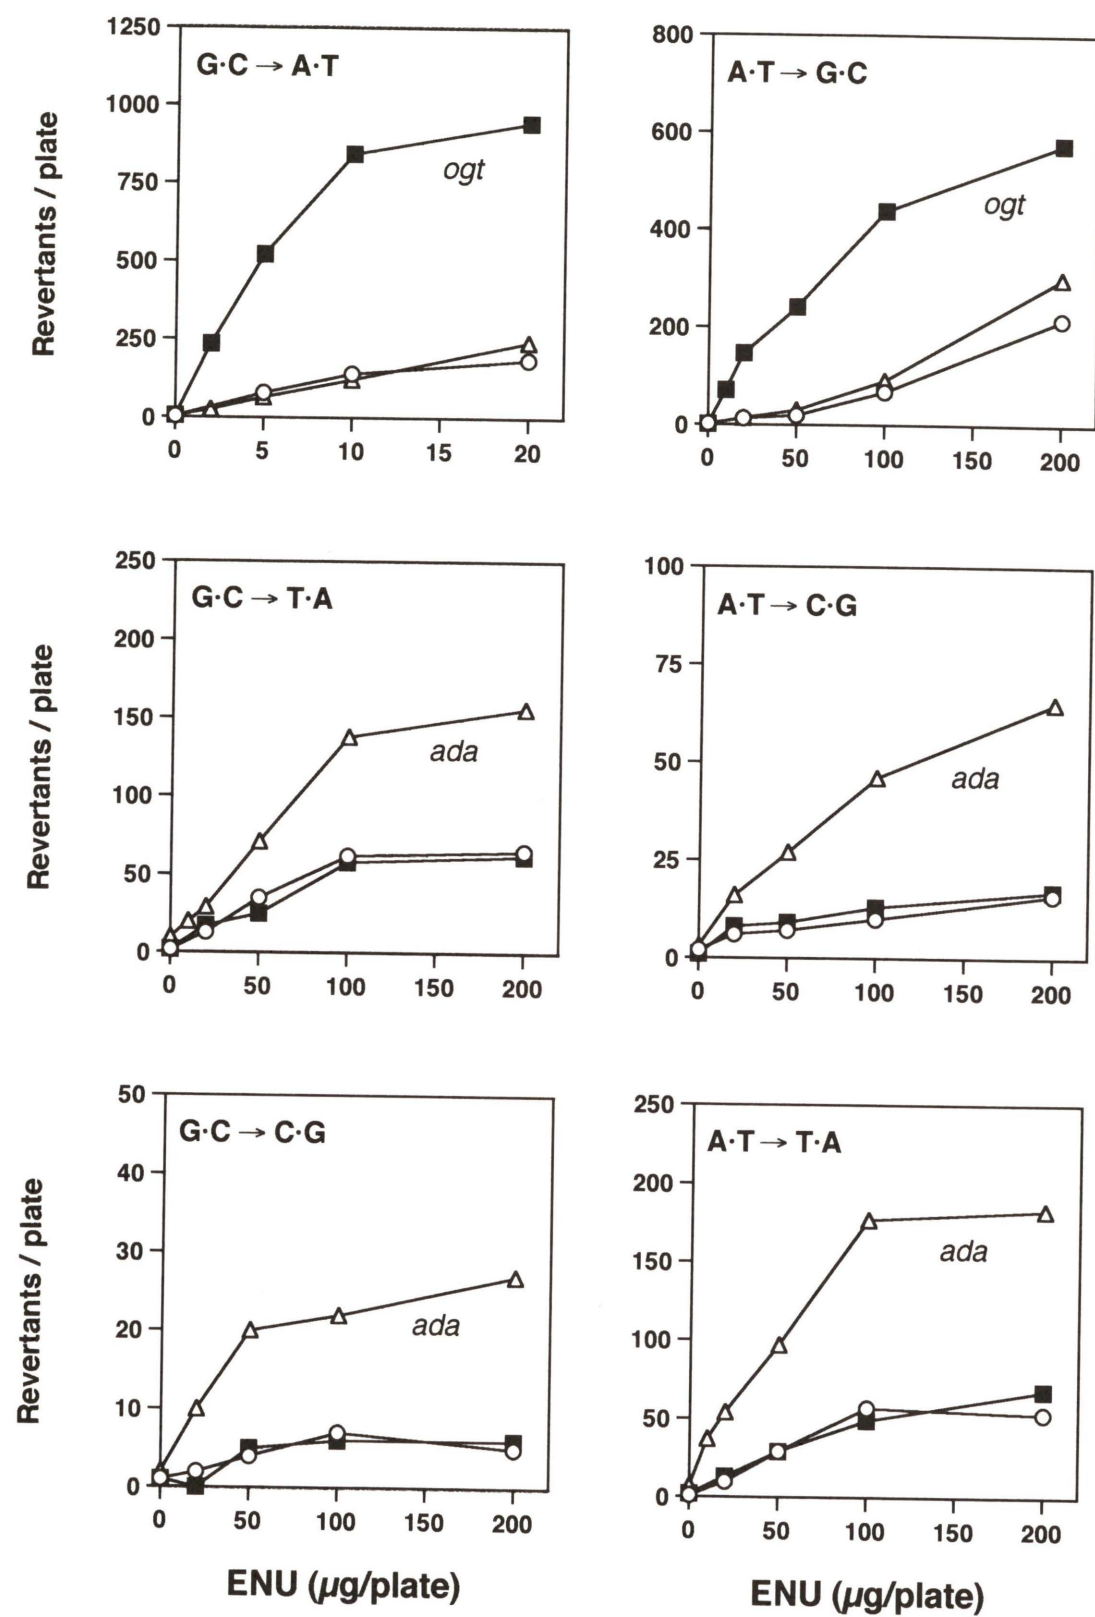 Revertants / plate
1250
1000
750
500
250
0
G·C → A·T
ogt
0 5 10 15 20
800
600
400
200
0
A·T → G·C
ogt
0 50 100 150 200
Revertants / plate
250
200
150
100
50
0
G·C → T·A
ada
0 50 100 150 200
100
75
50
25
0
A·T → C·G
ada
0 50 100 150 200
Revertants / plate
50
40
30
20
10
0
G·C → C·G
ada
0 50 100 150 200
ENU (µg/plate)
250
200
150
100
50
0
A·T → T·A
ada
0 50 100 150 200
ENU (µg/plate)